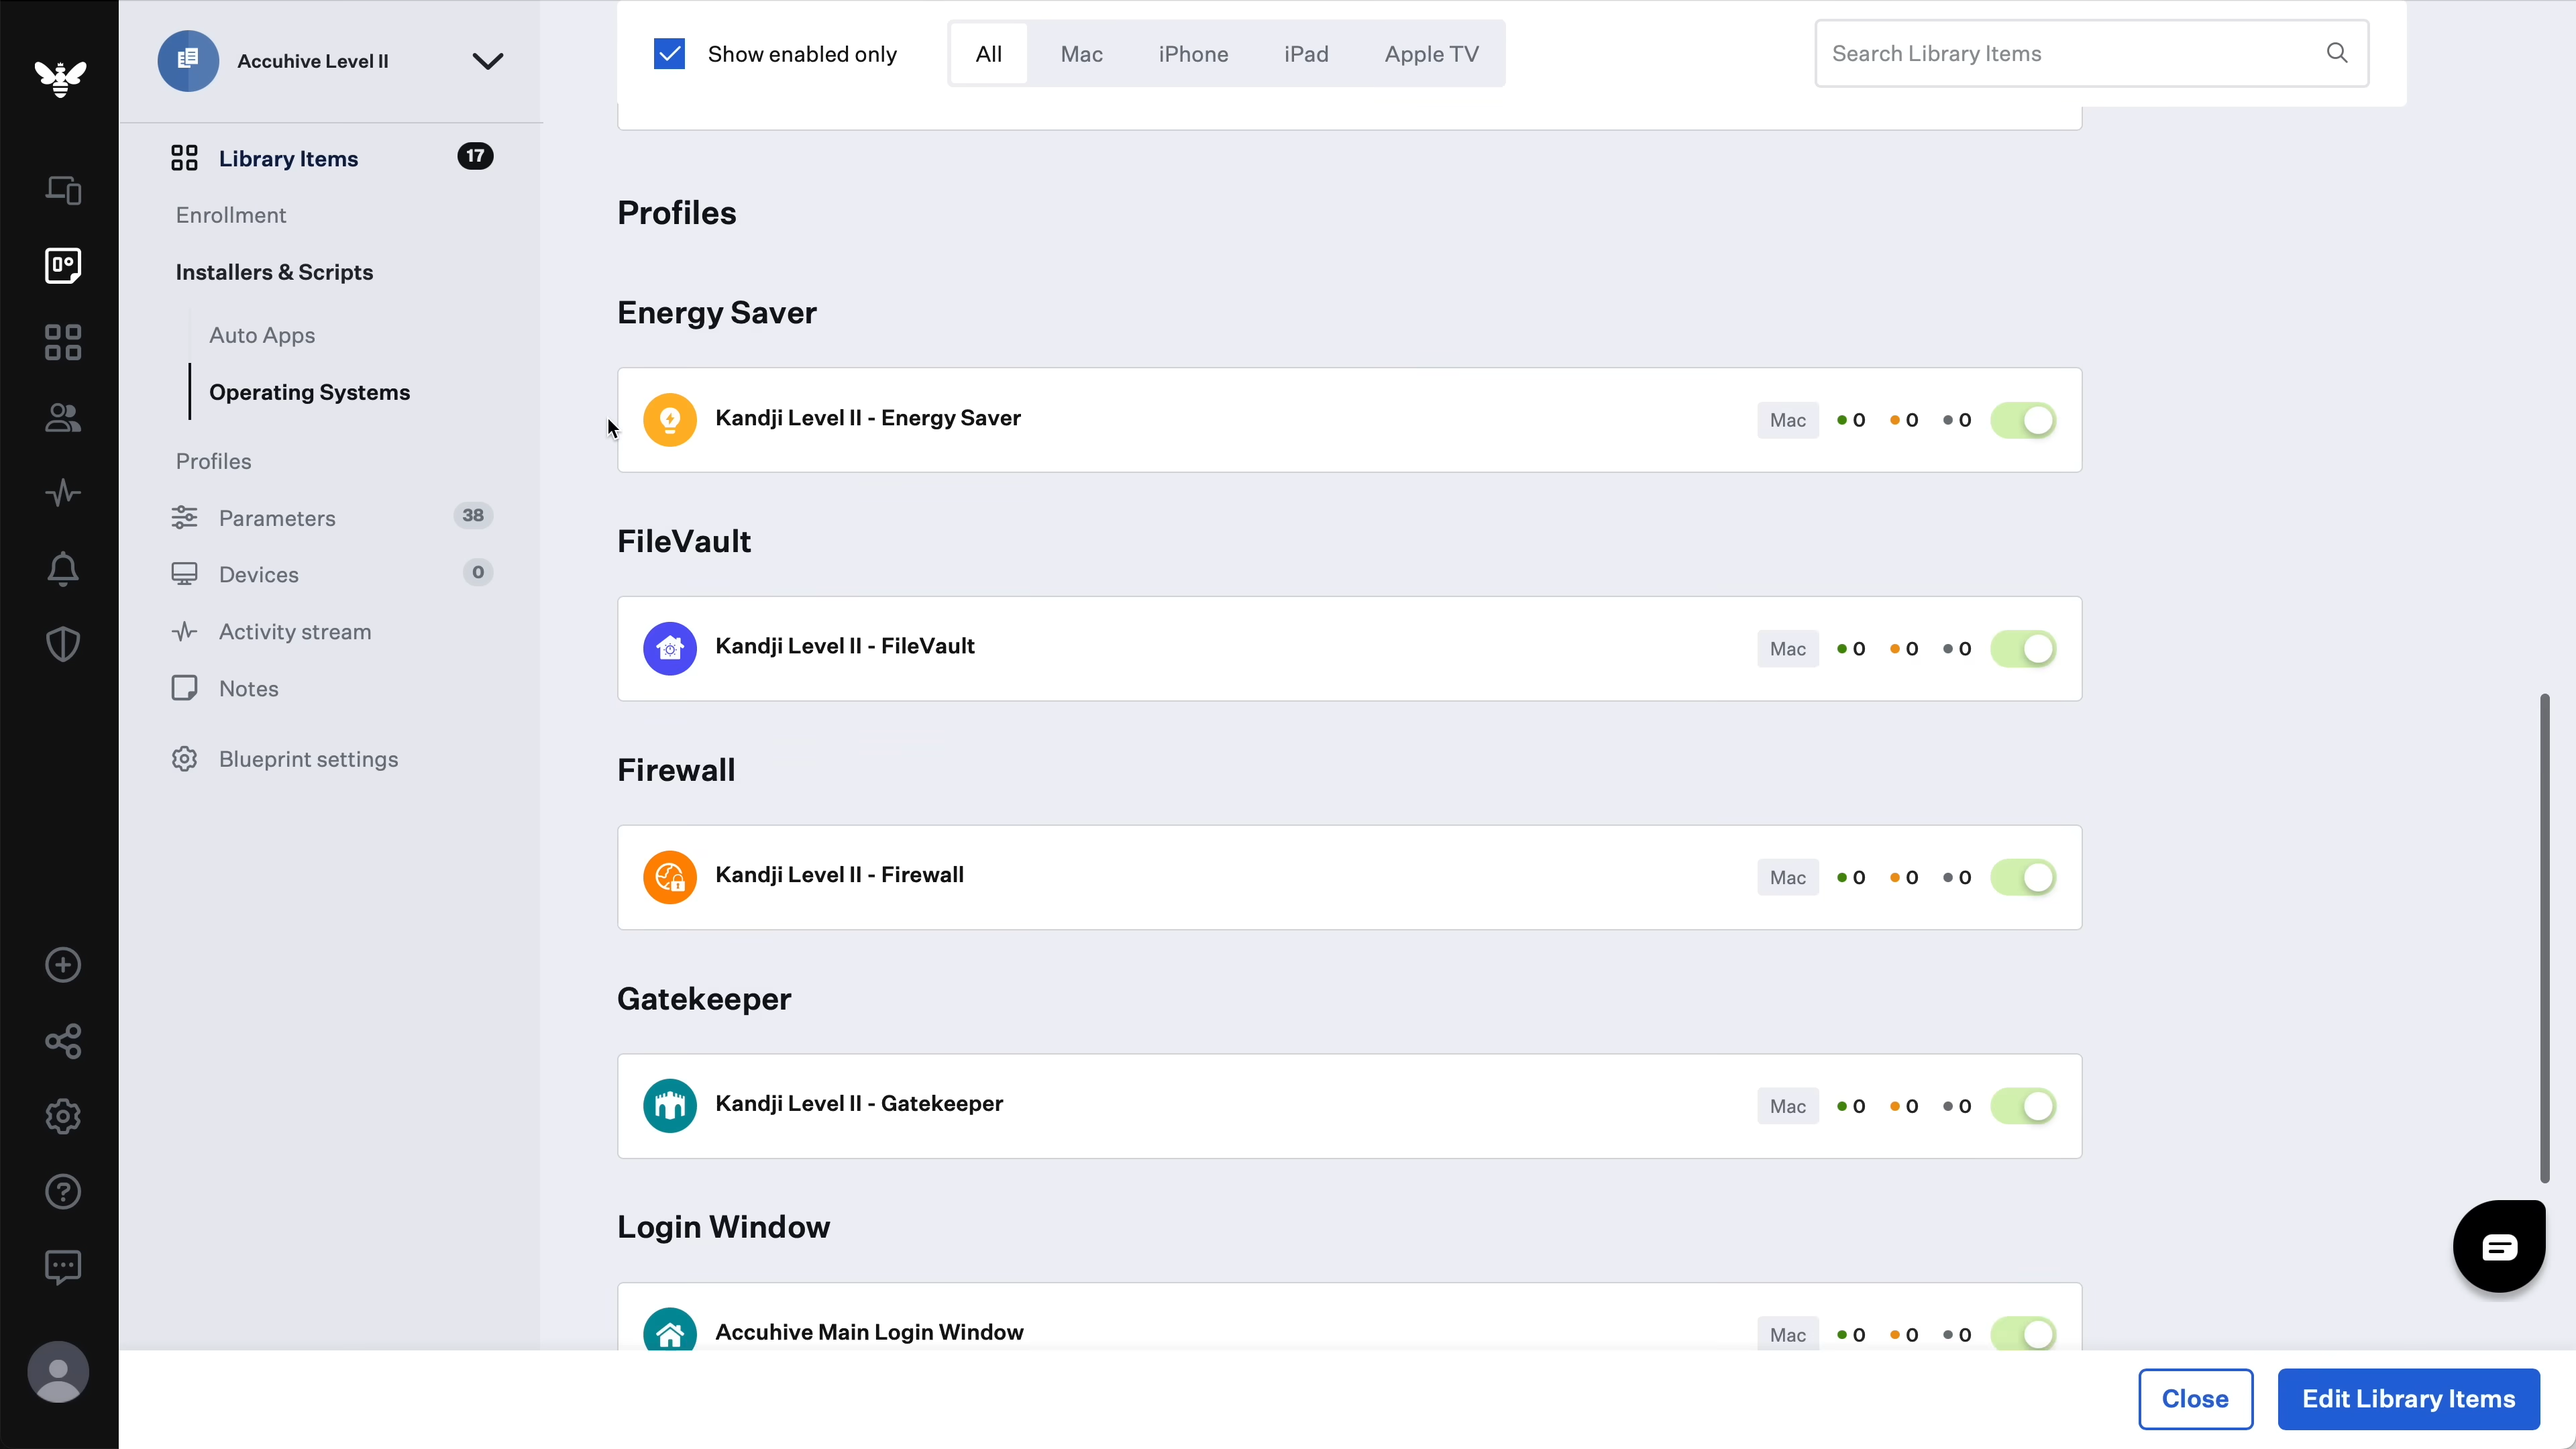 Accuhive Level II
Library Items 17
Enrollment
Installers & Scripts
Auto Apps
Operating Systems
Profiles
Parameters 38
Devices 0
Activity stream
Notes
Blueprint settings
Show enabled only
All Mac iPhone iPad Apple TV
Search Library Items
Profiles
Energy Saver
Kandji Level II - Energy Saver Mac 0 0 0
FileVault
Kandji Level II - FileVault Mac 0 0 0
Firewall
Kandji Level II - Firewall Mac 0 0 0
Gatekeeper
Kandji Level II - Gatekeeper Mac 0 0 0
Login Window
Accuhive Main Login Window Mac 0 0 0
Close Edit Library Items